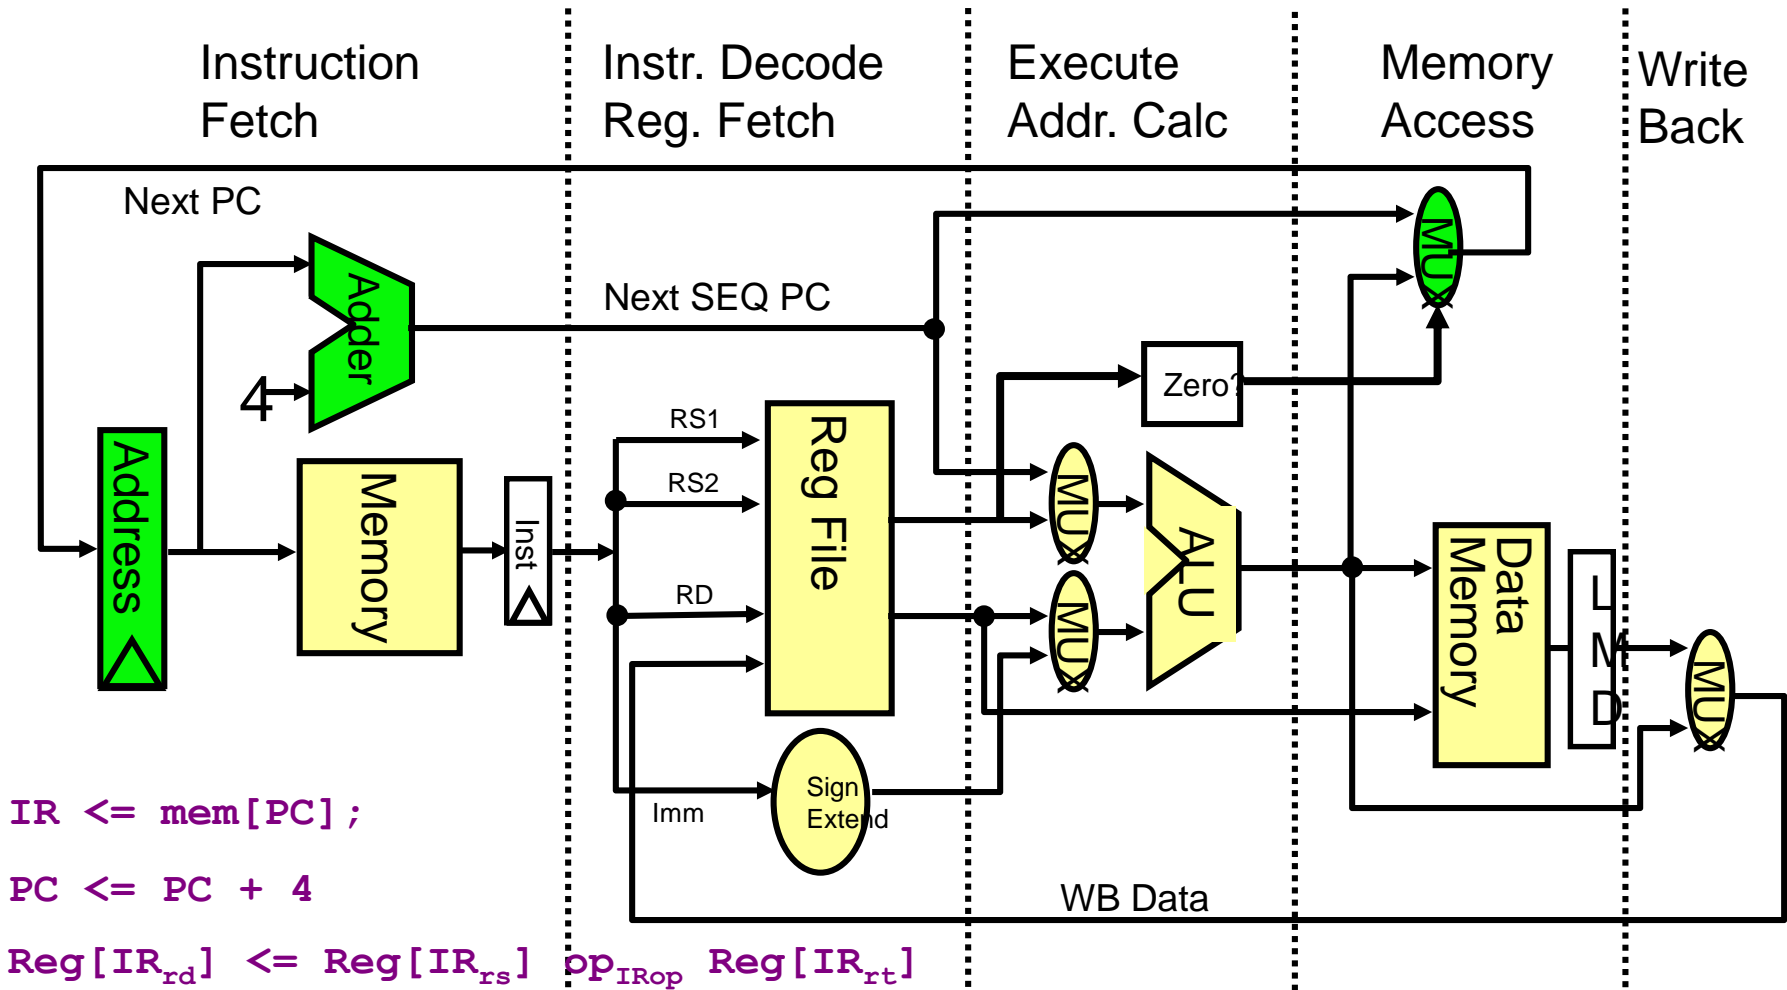 Instruction
Fetch
Instr. Decode
Reg. Fetch
Execute
Addr. Calc
Memory
Access
Write
Back
Next PC
Adder
4
Next SEQ PC
MUX
Zero?
Address
Memory
Inst
RS1
RS2
RD
Reg File
MUX
MUX
ALU
Data
Memory
L
M
D
MUX
Imm
Sign
Extend
WB Data
IR <= mem[PC];
PC <= PC + 4
Reg[IRrd] <= Reg[IRrs] opIRop Reg[IRrt]